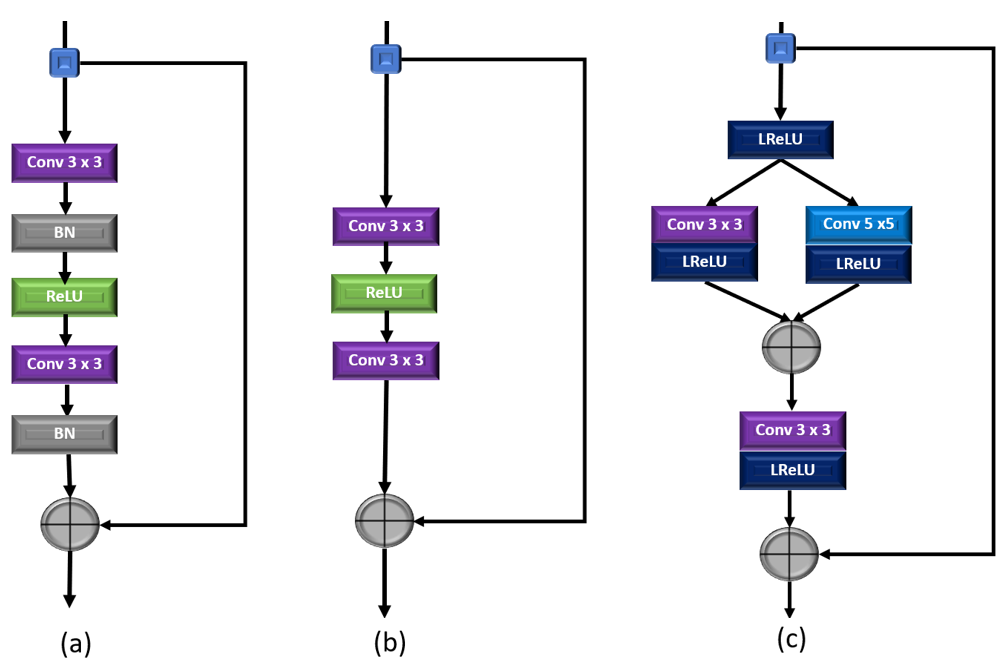 Conv 3 x 3
BN
ReLU
Conv 3 x 3
BN
(a)
Conv 3 x 3
ReLU
Conv 3 x 3
(b)
LReLU
Conv 3 x 3
LReLU
Conv 5 x5
LReLU
Conv 3 x 3
LReLU
(c)